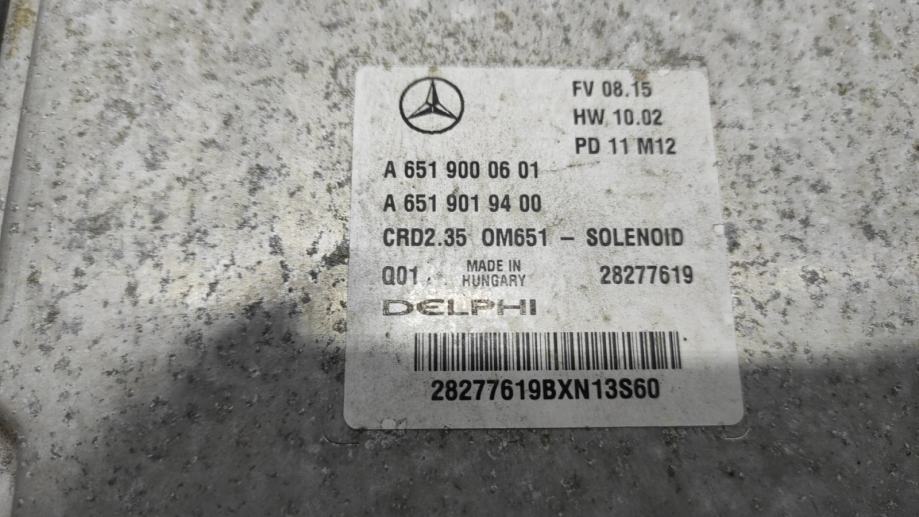 FV 08.15
HW 10.02
PD 11 M12
A 651 900 06 01
A 651 901 94 00
CRD2.35 OM651 – SOLENOID
Q01 MADE IN HUNGARY 28277619
DELPHI
28277619BXN13S60